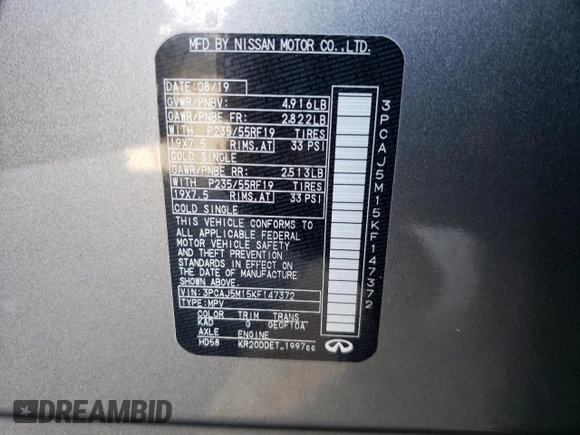 MFD BY NISSAN MOTOR CO.,LTD.
DATE: 08/19
GVWR/PNBV: 4,916LB
GAWR/PNBE FR: 2,822LB
WITH P235/55RF19 TIRES
19X7.5 RIMS,AT 33 PSI
COLD SINGLE
GAWR/PNBE RR: 2,513LB
WITH P235/55RF19 TIRES
19X7.5 RIMS,AT 33 PSI
COLD SINGLE
THIS VEHICLE CONFORMS TO
ALL APPLICABLE FEDERAL
MOTOR VEHICLE SAFETY
AND THEFT PREVENTION
STANDARDS IN EFFECT ON
THE DATE OF MANUFACTURE
SHOWN ABOVE.
VIN: 3PCAJ5M15KF147372
TYPE: MPV
COLOR TRIM TRANS
KAD G GE0F10A
AXLE ENGINE
HD58 KR20DDET_1997cc
3PCAJ5M15KF147372
INFINITI
DREAMBID